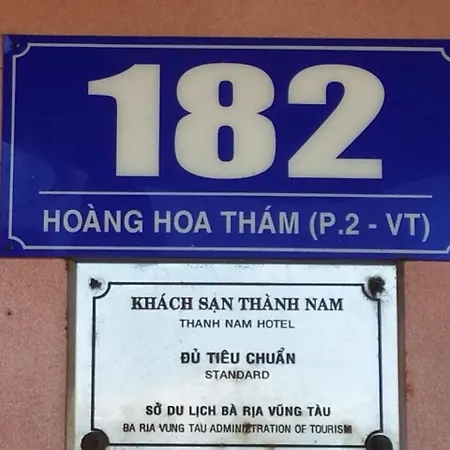 182
HOÀNG HOA THÁM (P.2 - VT)
KHÁCH SẠN THÀNH NAM
THANH NAM HOTEL
ĐỦ TIÊU CHUẨN
STANDARD
SỞ DU LỊCH BÀ RỊA VŨNG TÀU
BA RIA VUNG TAU ADMINISTRATION OF TOURISM